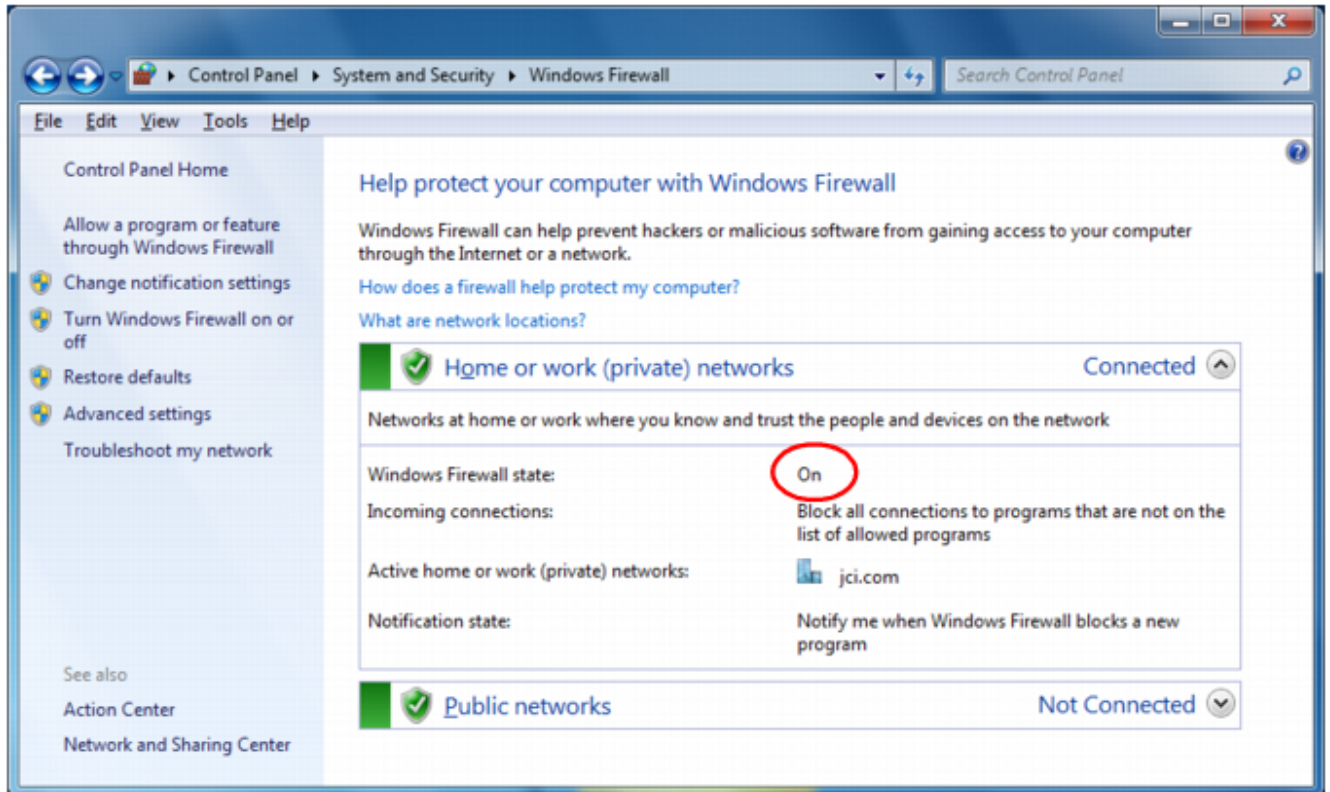 Control Panel ▸ System and Security ▸ Windows Firewall
Search Control Panel
File Edit View Tools Help
Control Panel Home
Allow a program or feature
through Windows Firewall
Change notification settings
Turn Windows Firewall on or
off
Restore defaults
Advanced settings
Troubleshoot my network
See also
Action Center
Network and Sharing Center
Help protect your computer with Windows Firewall
Windows Firewall can help prevent hackers or malicious software from gaining access to your computer
through the Internet or a network.
How does a firewall help protect my computer?
What are network locations?
Home or work (private) networks Connected
Networks at home or work where you know and trust the people and devices on the network
Windows Firewall state: On
Incoming connections: Block all connections to programs that are not on the
list of allowed programs
Active home or work (private) networks: jci.com
Notification state: Notify me when Windows Firewall blocks a new
program
Public networks Not Connected